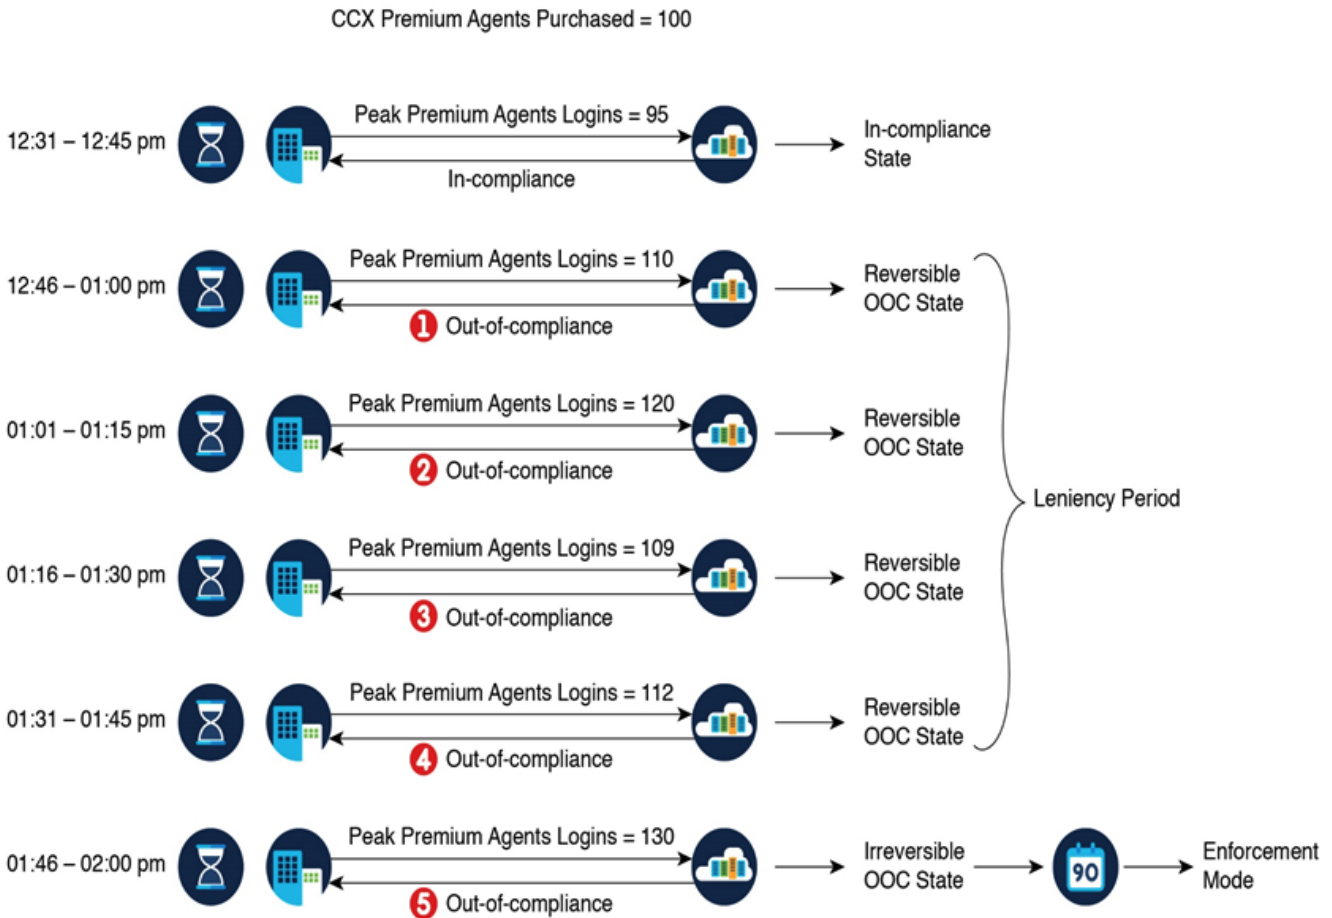 CCX Premium Agents Purchased = 100
12:31 – 12:45 pm
Peak Premium Agents Logins = 95
In-compliance
In-compliance
State
12:46 – 01:00 pm
Peak Premium Agents Logins = 110
1 Out-of-compliance
Reversible
OOC State
01:01 – 01:15 pm
Peak Premium Agents Logins = 120
2 Out-of-compliance
Reversible
OOC State
Leniency Period
01:16 – 01:30 pm
Peak Premium Agents Logins = 109
3 Out-of-compliance
Reversible
OOC State
01:31 – 01:45 pm
Peak Premium Agents Logins = 112
4 Out-of-compliance
Reversible
OOC State
01:46 – 02:00 pm
Peak Premium Agents Logins = 130
5 Out-of-compliance
Irreversible
OOC State
90
Enforcement
Mode